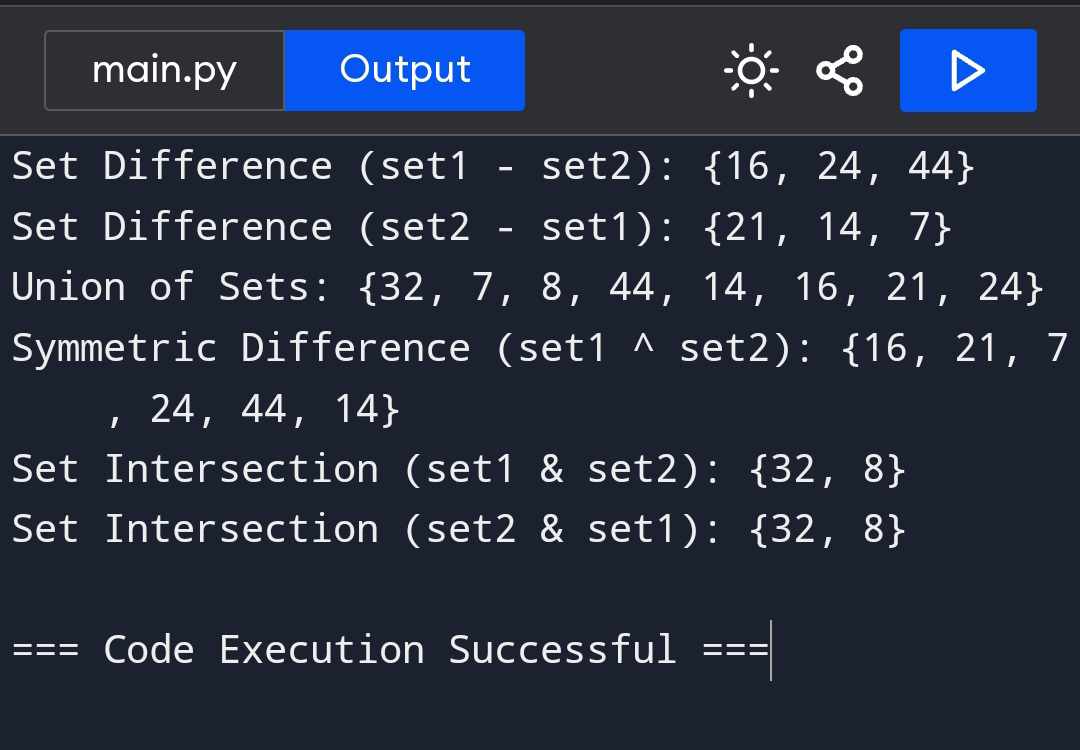 main.py Output
Set Difference (set1 - set2): {16, 24, 44}
Set Difference (set2 - set1): {21, 14, 7}
Union of Sets: {32, 7, 8, 44, 14, 16, 21, 24}
Symmetric Difference (set1 ^ set2): {16, 21, 7
, 24, 44, 14}
Set Intersection (set1 & set2): {32, 8}
Set Intersection (set2 & set1): {32, 8}
=== Code Execution Successful ===